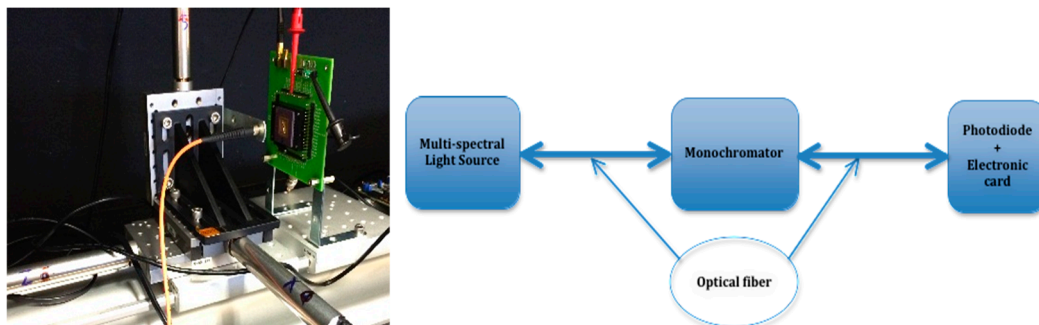 Multi-spectral
Light Source
Monochromator
Photodiode
+
Electronic
card
Optical fiber